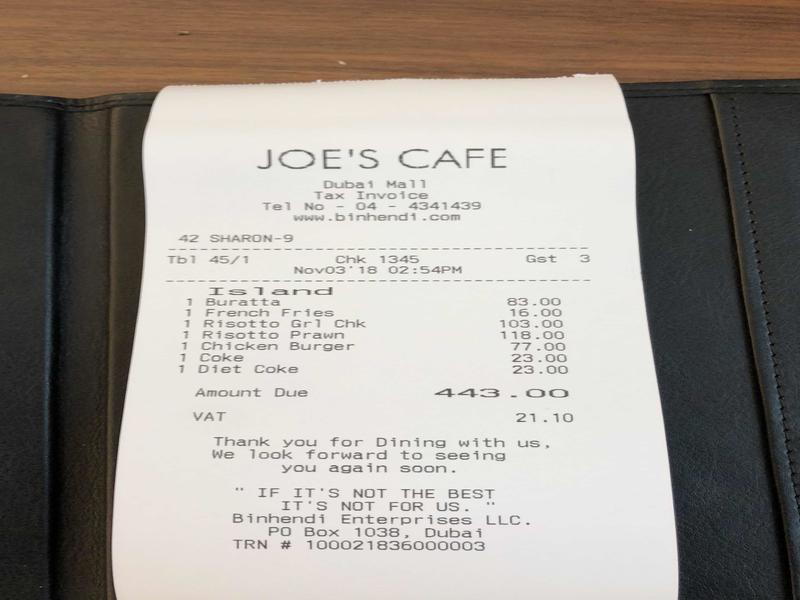 JOE'S CAFE
Dubai Mall
Tax Invoice
Tel No - 04 - 4341439
www.binhendi.com
42 SHARON-9
Tbl 45/1 Chk 1345 Gst 3
Nov03'18 02:54PM
Island
1 Buratta 83.00
1 French Fries 16.00
1 Risotto Grl Chk 103.00
1 Risotto Prawn 118.00
1 Chicken Burger 77.00
1 Coke 23.00
1 Diet Coke 23.00
Amount Due 443.00
VAT 21.10
Thank you for Dining with us,
We look forward to seeing
you again soon.
" IF IT'S NOT THE BEST
IT'S NOT FOR US. "
Binhendi Enterprises LLC.
PO Box 1038, Dubai
TRN # 100021836000003